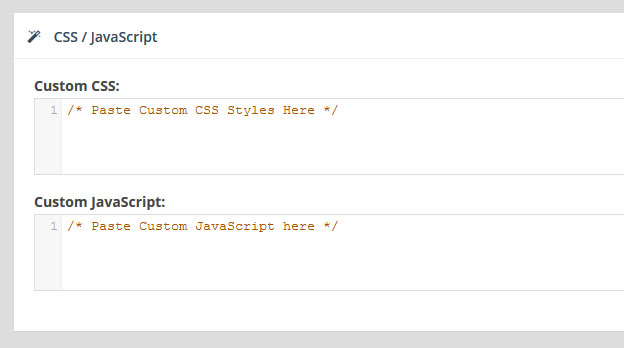 CSS / JavaScript
Custom CSS:
1 /* Paste Custom CSS Styles Here */
Custom JavaScript:
1 /* Paste Custom JavaScript here */